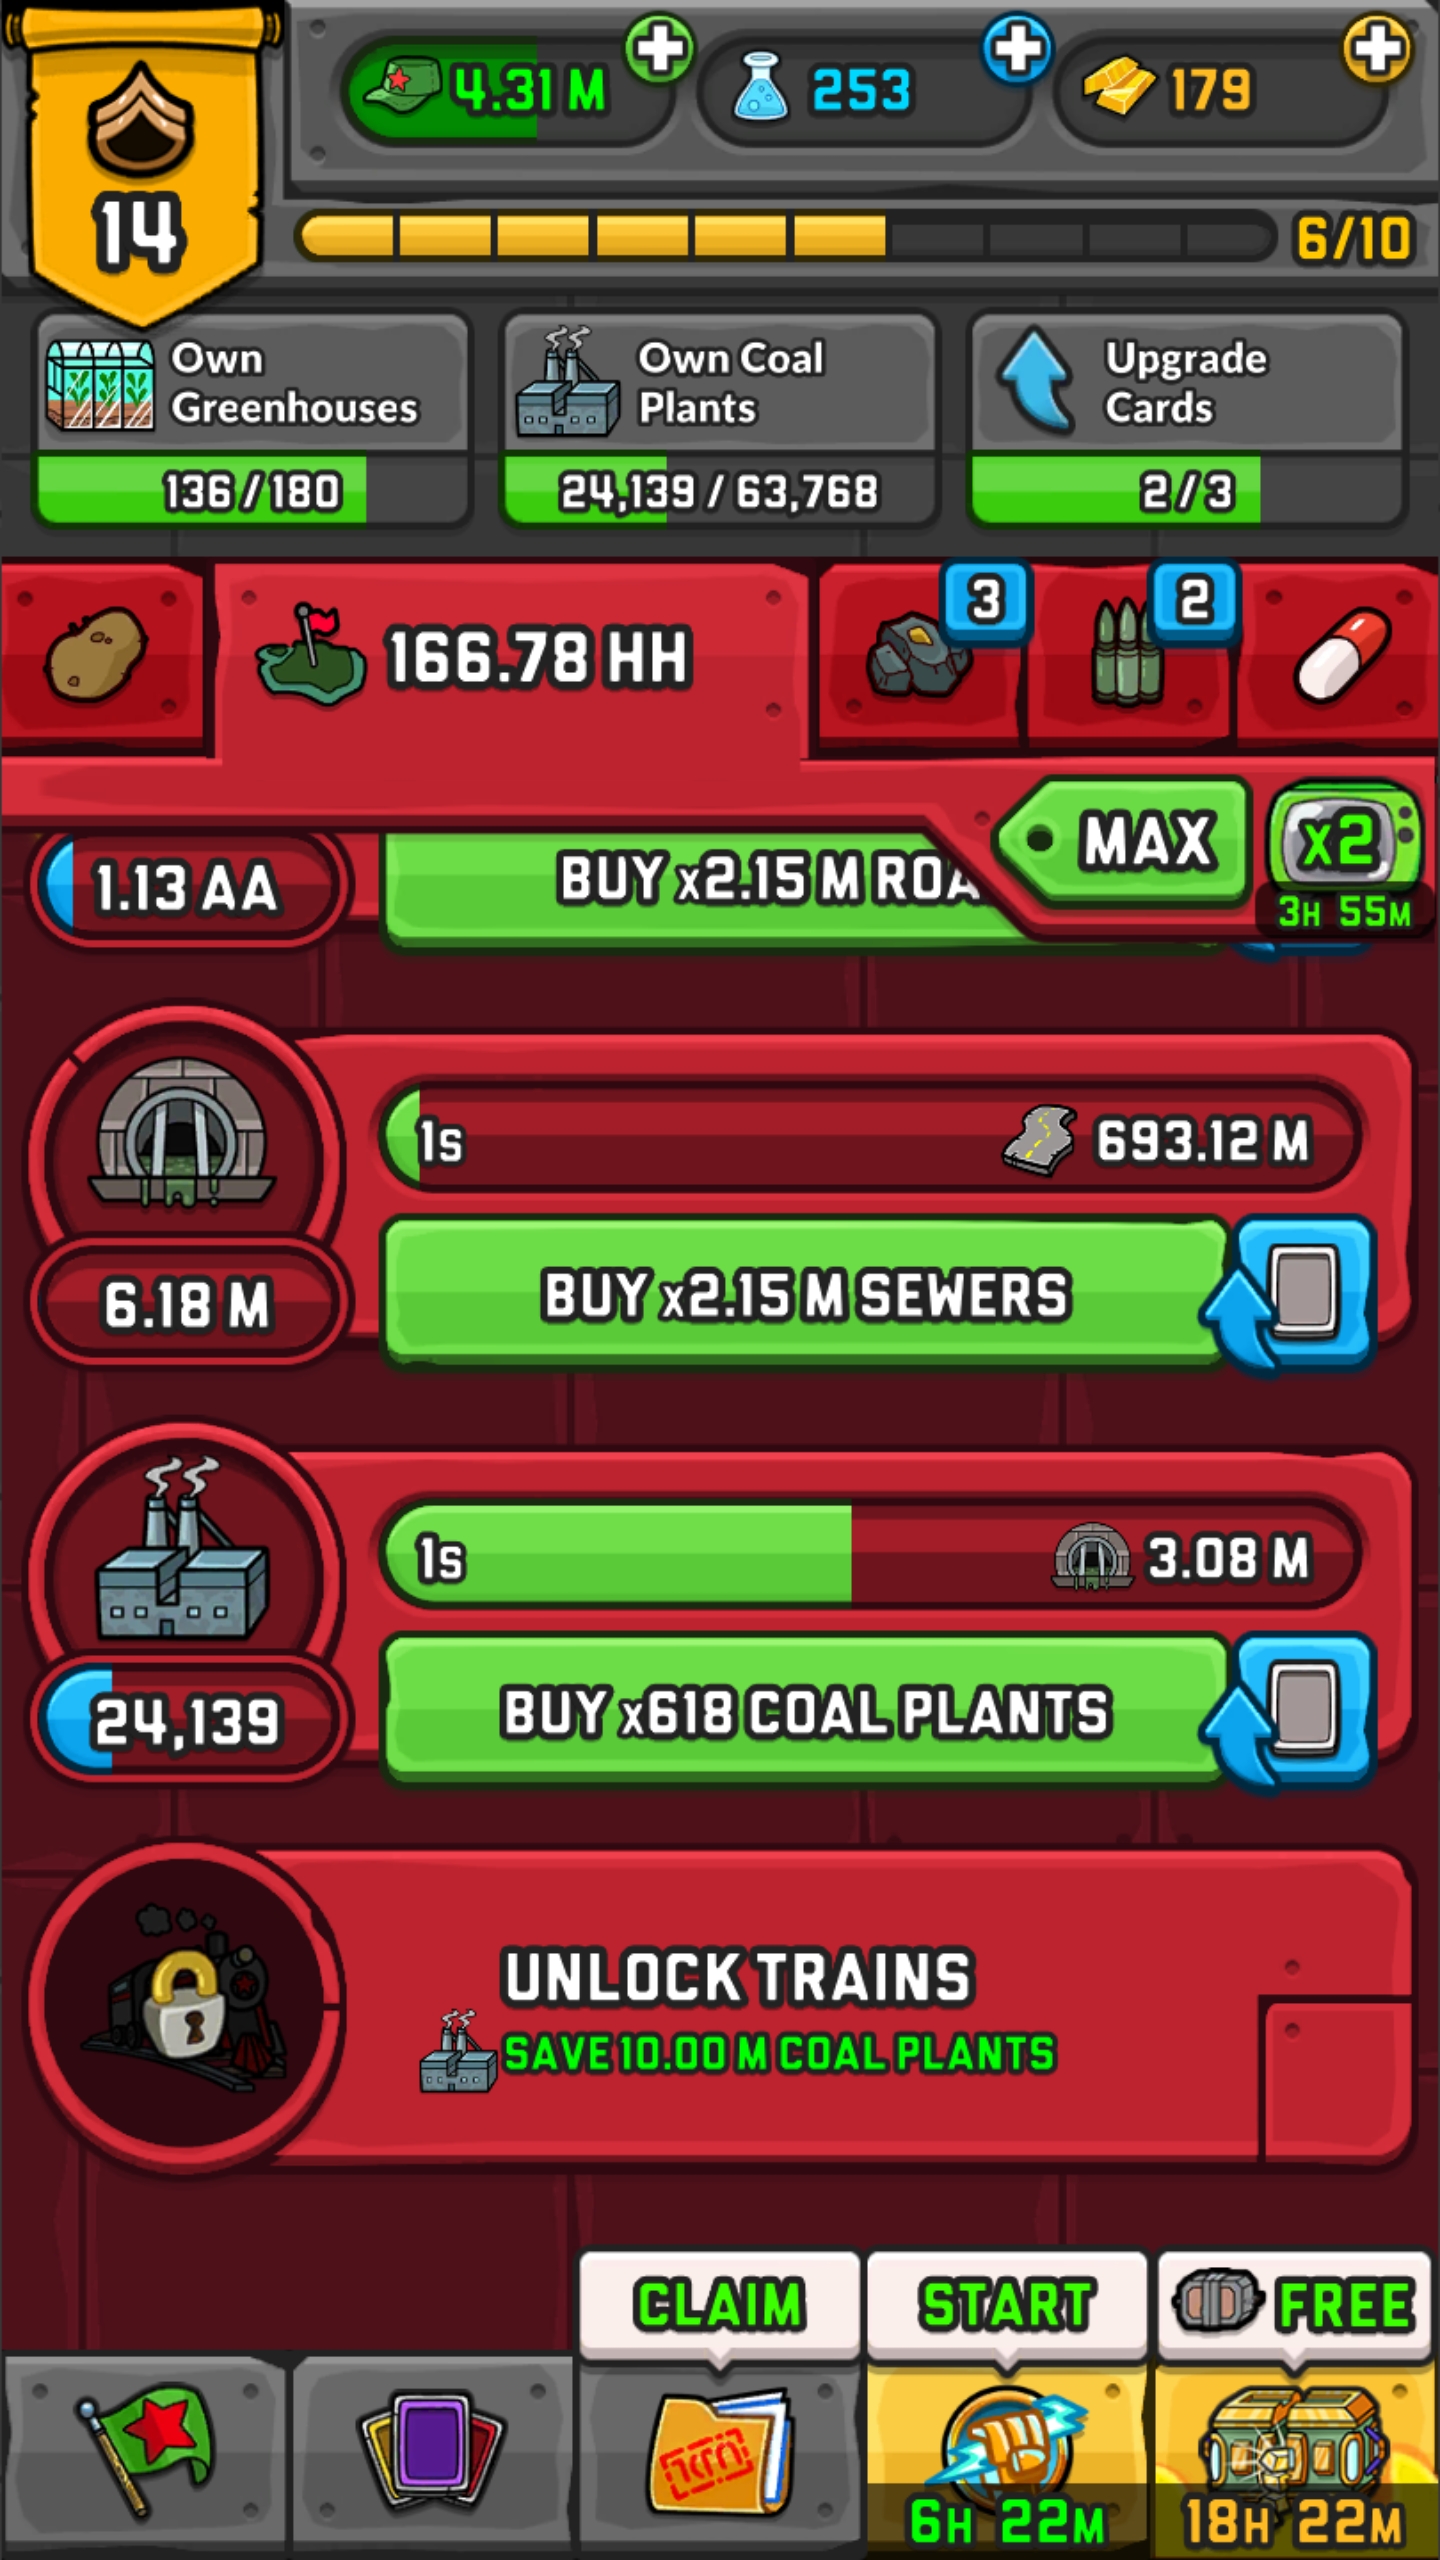 4.31 M
253
179
14
6/10
Own
Greenhouses
136 / 180
Own Coal
Plants
24,139 / 63,768
Upgrade
Cards
2 / 3
166.78 HH
3
2
MAX
x2
3H 55M
1.13 AA
BUY x2.15 M ROA
1s
693.12 M
6.18 M
BUY x2.15 M SEWERS
1s
3.08 M
24,139
BUY x618 COAL PLANTS
UNLOCK TRAINS
SAVE 10.00 M COAL PLANTS
CLAIM
START
FREE
6H 22M
18H 22M